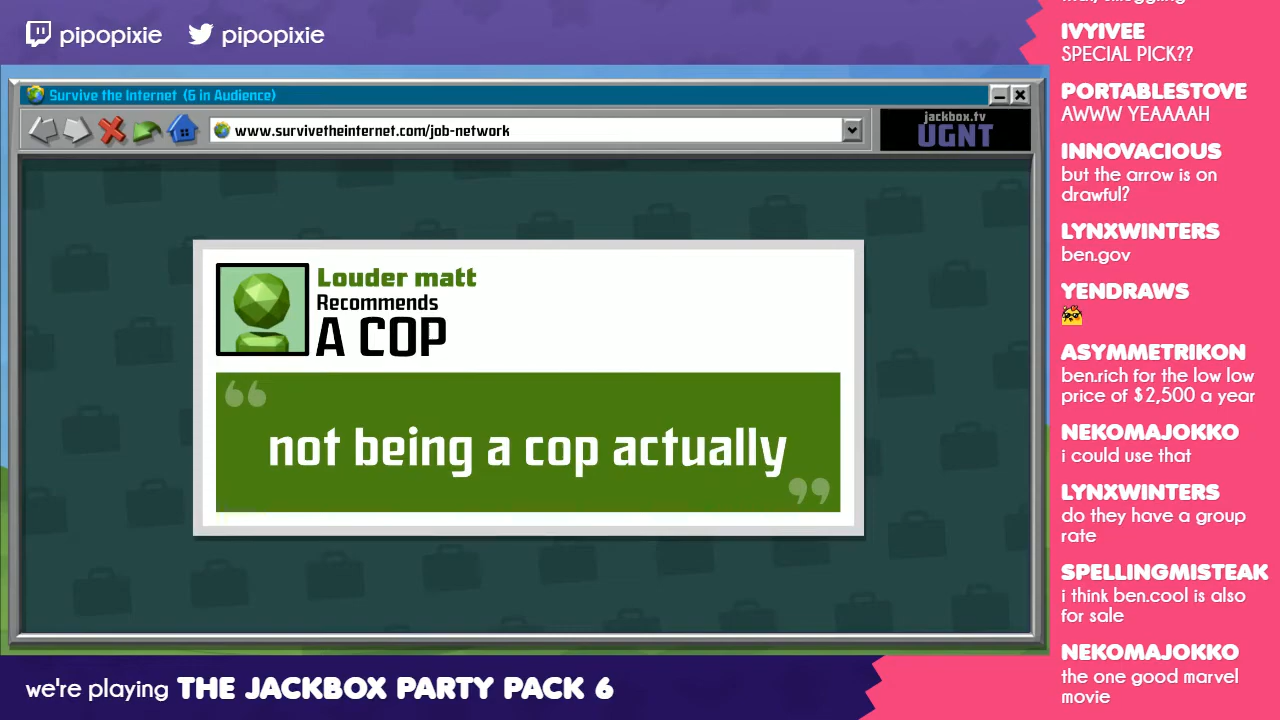 pipopixie pipopixie
Survive the Internet (6 in Audience)
www.survivetheinternet.com/job-network
jackbox.tv
UGNT
Louder matt
Recommends
A COP
“
not being a cop actually
”
we're playing THE JACKBOX PARTY PACK 6
IVYIVEE
SPECIAL PICK??
PORTABLESTOVE
AWWW YEAAAAH
INNOVACIOUS
but the arrow is on
drawful?
LYNXWINTERS
ben.gov
YENDRAWS
ASYMMETRIKON
ben.rich for the low low
price of $2,500 a year
NEKOMAJOKKO
i could use that
LYNXWINTERS
do they have a group
rate
SPELLINGMISTEAK
i think ben.cool is also
for sale
NEKOMAJOKKO
the one good marvel
movie